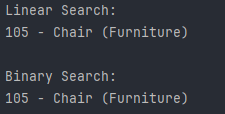 Linear Search:
105 - Chair (Furniture)
Binary Search:
105 - Chair (Furniture)